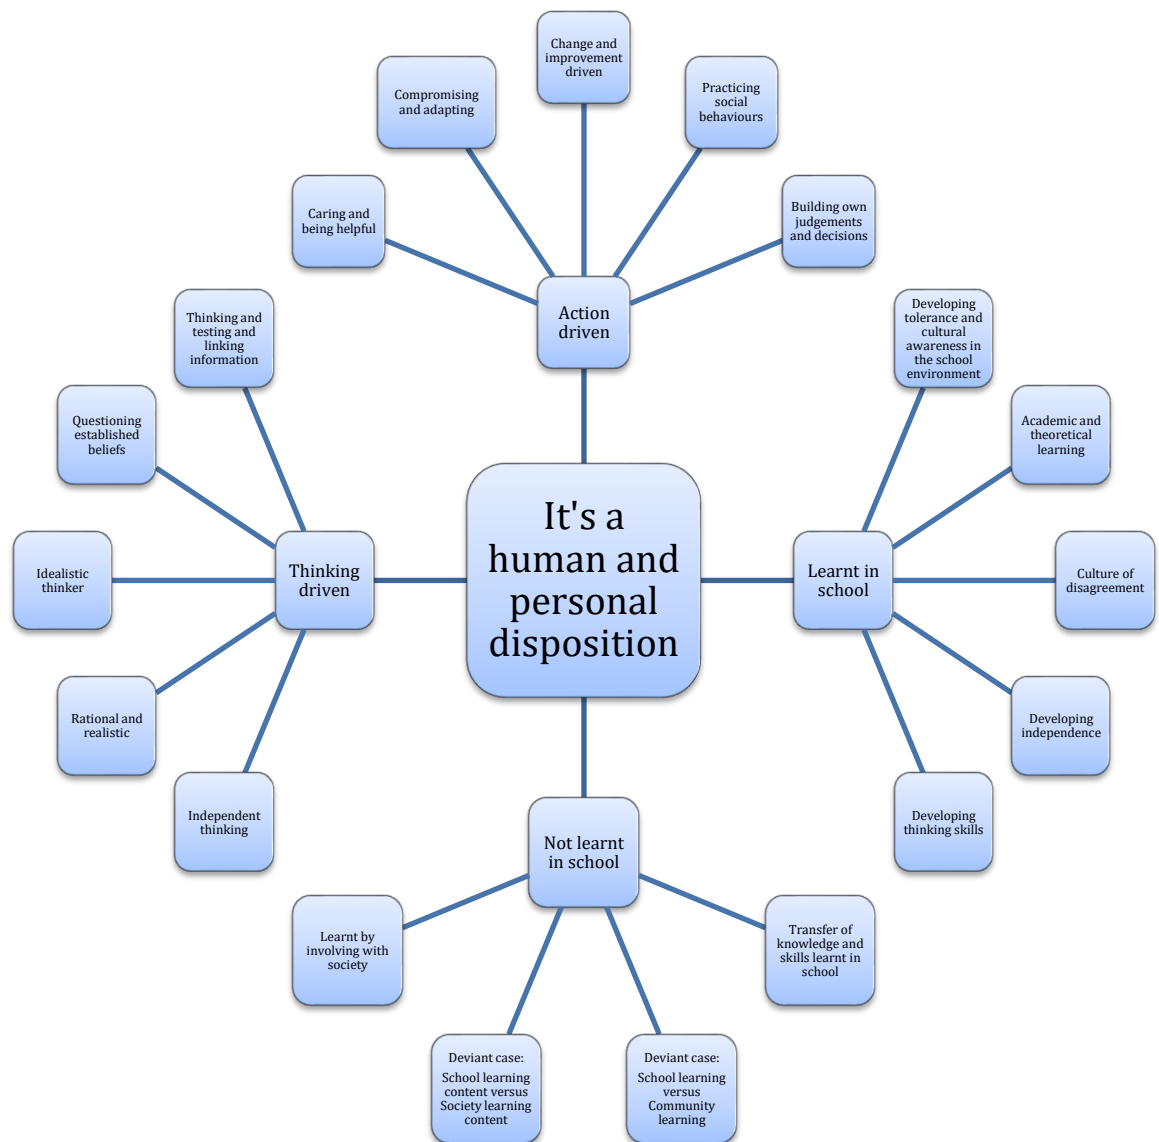 Change and
improvement
driven
Compromising
and adapting
Practicing
social
behaviours
Caring and
being helpful
Building own
judgements
and decisions
Action
driven
Thinking and
testing and
linking
information
Questioning
established
beliefs
Idealistic
thinker
Rational and
realistic
Independent
thinking
Thinking
driven
It's a
human and
personal
disposition
Learnt in
school
Developing
tolerance and
cultural
awareness in
the school
environment
Academic and
theoretical
learning
Culture of
disagreement
Developing
independence
Developing
thinking skills
Not learnt
in school
Learnt by
involving with
society
Deviant case:
School learning
content versus
Society learning
content
Deviant case:
School learning
versus
Community
learning
Transfer of
knowledge and
skills learnt in
school